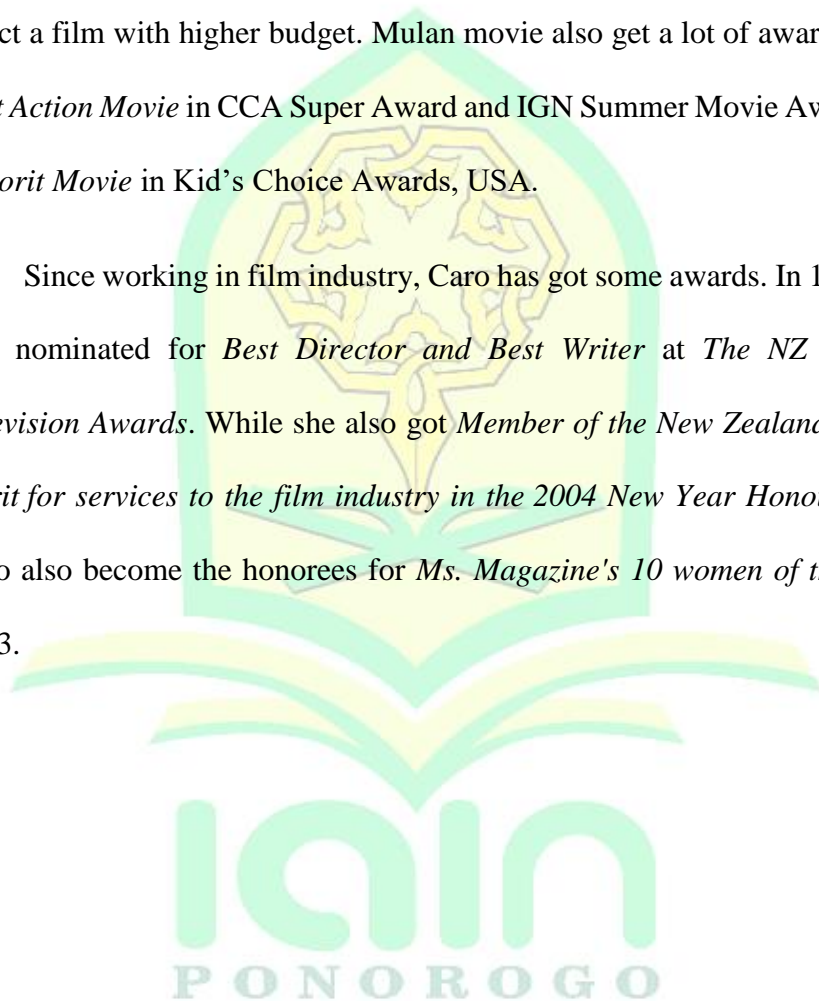 ct a film with higher budget. Mulan movie also get a lot of awar
t Action Movie in CCA Super Award and IGN Summer Movie Aw
orit Movie in Kid’s Choice Awards, USA.
Since working in film industry, Caro has got some awards. In 1
nominated for Best Director and Best Writer at The NZ
evision Awards. While she also got Member of the New Zealand
rit for services to the film industry in the 2004 New Year Hono
o also become the honorees for Ms. Magazine's 10 women of t
3.
iain
PONOROGO